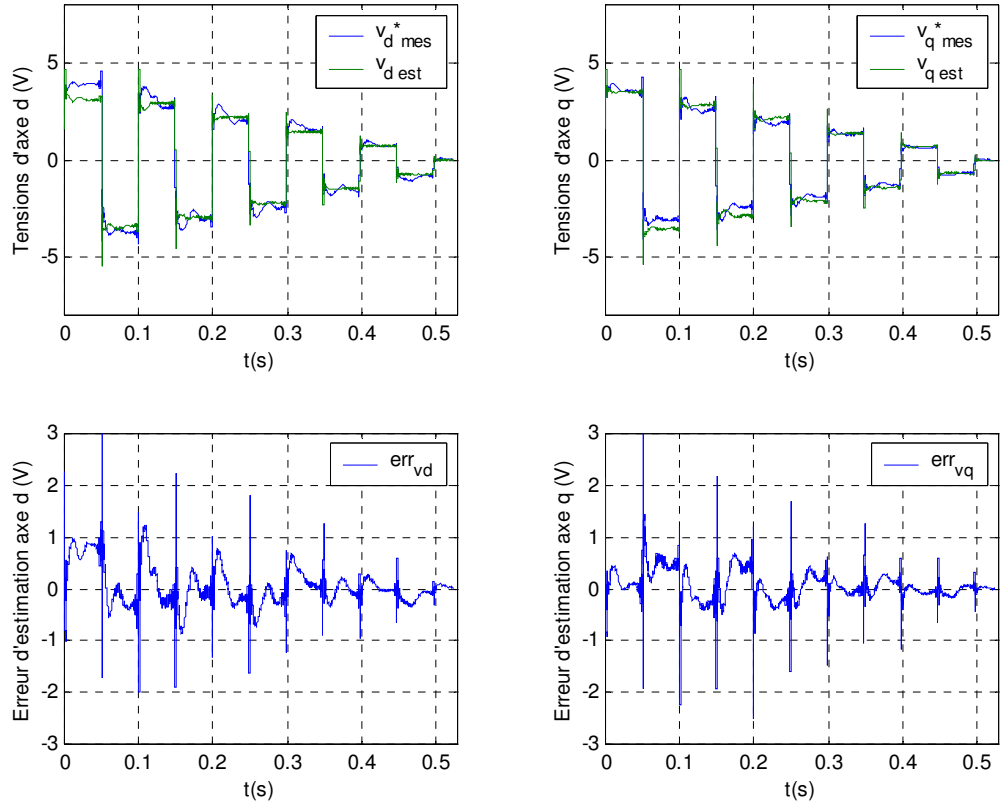 Tensions d'axe d (V)
5
0
-5
v_d^*_mes
v_d est
0 0.1 0.2 0.3 0.4 0.5
t(s)
Tensions d'axe q (V)
5
0
-5
v_q^*_mes
v_q est
0 0.1 0.2 0.3 0.4 0.5
t(s)
Erreur d'estimation axe d (V)
3
2
1
0
-1
-2
-3
err_vd
0 0.1 0.2 0.3 0.4 0.5
t(s)
Erreur d'estimation axe q (V)
3
2
1
0
-1
-2
-3
err_vq
0 0.1 0.2 0.3 0.4 0.5
t(s)